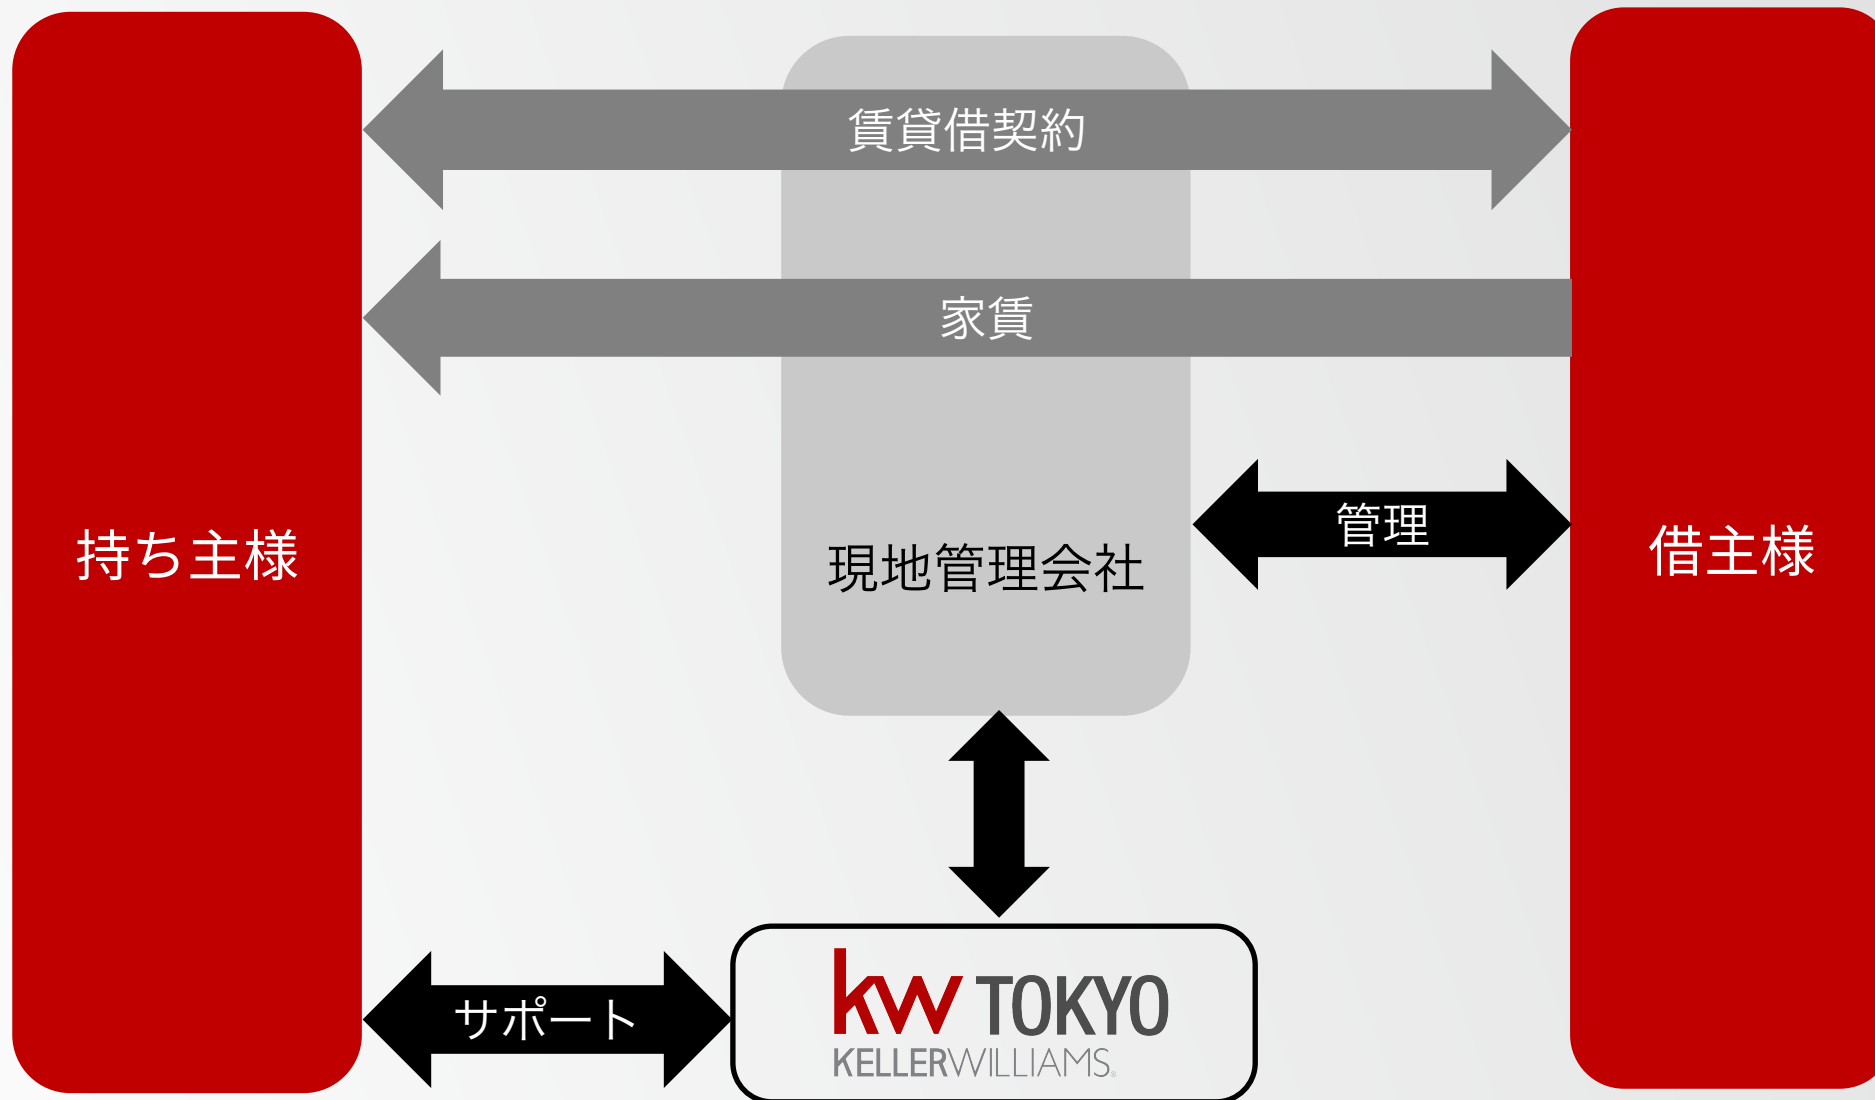 賃貸借契約
家賃
持ち主様
現地管理会社
管理
借主様
サポート
kw TOKYO
KELLERWILLIAMS®